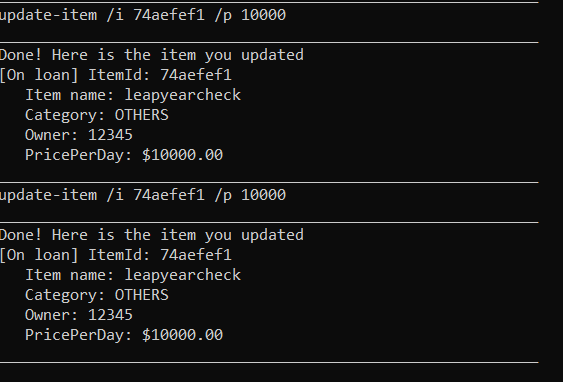 update-item /i 74aefef1 /p 10000
Done! Here is the item you updated
[On loan] ItemId: 74aefef1
Item name: leapyearcheck
Category: OTHERS
Owner: 12345
PricePerDay: $10000.00
update-item /i 74aefef1 /p 10000
Done! Here is the item you updated
[On loan] ItemId: 74aefef1
Item name: leapyearcheck
Category: OTHERS
Owner: 12345
PricePerDay: $10000.00